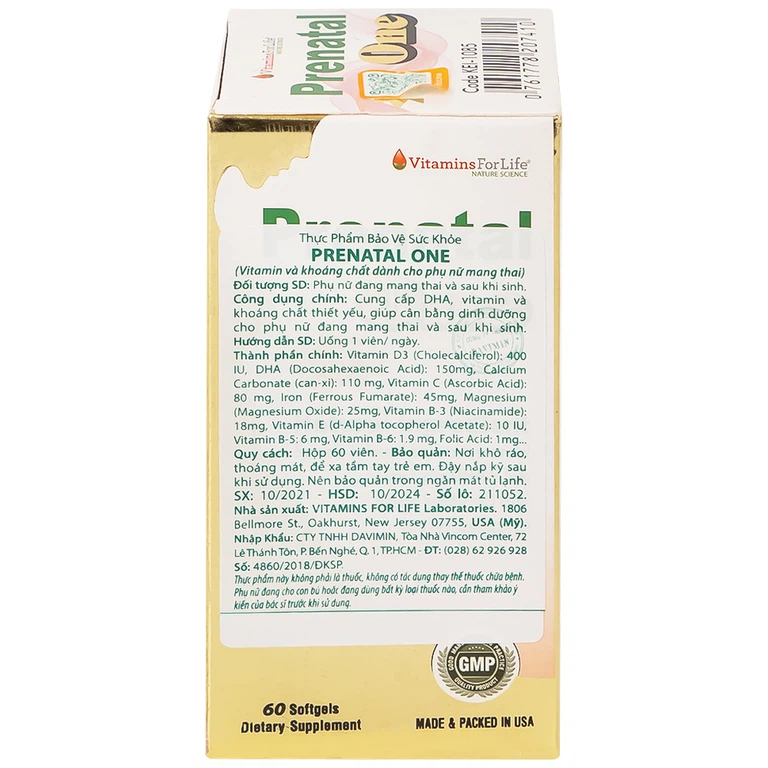 VitaminsForLife
Prenatal
One
Code: KEI-1085
0 761778 207410
VitaminsForLife®
NATURE SCIENCE
Prenatal
Thực Phẩm Bảo Vệ Sức Khỏe
PRENATAL ONE
(Vitamin và khoáng chất dành cho phụ nữ mang thai)
Đối tượng SD: Phụ nữ đang mang thai và sau khi sinh.
Công dụng chính: Cung cấp DHA, vitamin và
khoáng chất thiết yếu, giúp cân bằng dinh dưỡng
cho phụ nữ đang mang thai và sau khi sinh.
Hướng dẫn SD: Uống 1 viên/ ngày.
Thành phần chính: Vitamin D3 (Cholecalciferol): 400
IU, DHA (Docosahexaenoic Acid): 150mg, Calcium
Carbonate (can-xi): 110 mg, Vitamin C (Ascorbic Acid):
80 mg, Iron (Ferrous Fumarate): 45mg, Magnesium
(Magnesium Oxide): 25mg, Vitamin B-3 (Niacinamide):
18mg, Vitamin E (d-Alpha tocopherol Acetate): 10 IU,
Vitamin B-5: 6 mg, Vitamin B-6: 1.9 mg, Folic Acid: 1mg...
Quy cách: Hộp 60 viên. - Bảo quản: Nơi khô ráo,
thoáng mát, để xa tầm tay trẻ em. Đậy nắp kỹ sau
khi sử dụng. Nên bảo quản trong ngăn mát tủ lạnh.
SX: 10/2021 - HSD: 10/2024 - Số lô: 211052.
Nhà sản xuất: VITAMINS FOR LIFE Laboratories. 1806
Bellmore St., Oakhurst, New Jersey 07755, USA (Mỹ).
Nhập Khẩu: CTY TNHH DAVIMIN, Tòa Nhà Vincom Center, 72
Lê Thánh Tôn, P. Bến Nghé, Q. 1, TP.HCM - ĐT: (028) 62 926 928
Số: 4860/2018/ĐKSP.
Thực phẩm này không phải là thuốc, không có tác dụng thay thế thuốc chữa bệnh.
Phụ nữ đang cho con bú hoặc đang dùng bất kỳ loại thuốc nào, cần tham khảo ý
kiến của bác sĩ trước khi sử dụng.
GMP
QUALITY PRODUCT
60 Softgels
Dietary-Supplement
MADE & PACKED IN USA